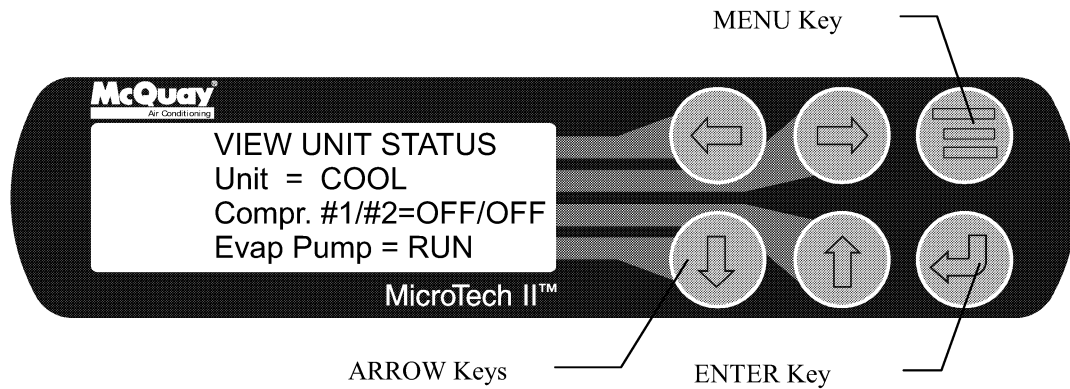 MENU Key
McQuay®
Air Conditioning
VIEW UNIT STATUS
Unit = COOL
Compr. #1/#2=OFF/OFF
Evap Pump = RUN
MicroTech II™
ARROW Keys
ENTER Key